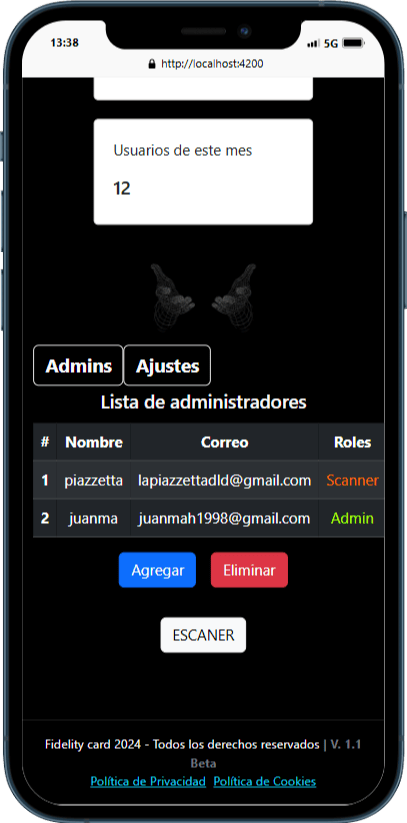 13:38
5G
http://localhost:4200
Usuarios de este mes
12
Admins Ajustes
Lista de administradores
# Nombre Correo Roles
1 piazzetta lapiazzettadld@gmail.com Scanner
2 juanma juanmah1998@gmail.com Admin
Agregar Eliminar
ESCANER
Fidelity card 2024 - Todos los derechos reservados | V. 1.1
Beta
Política de Privacidad Política de Cookies